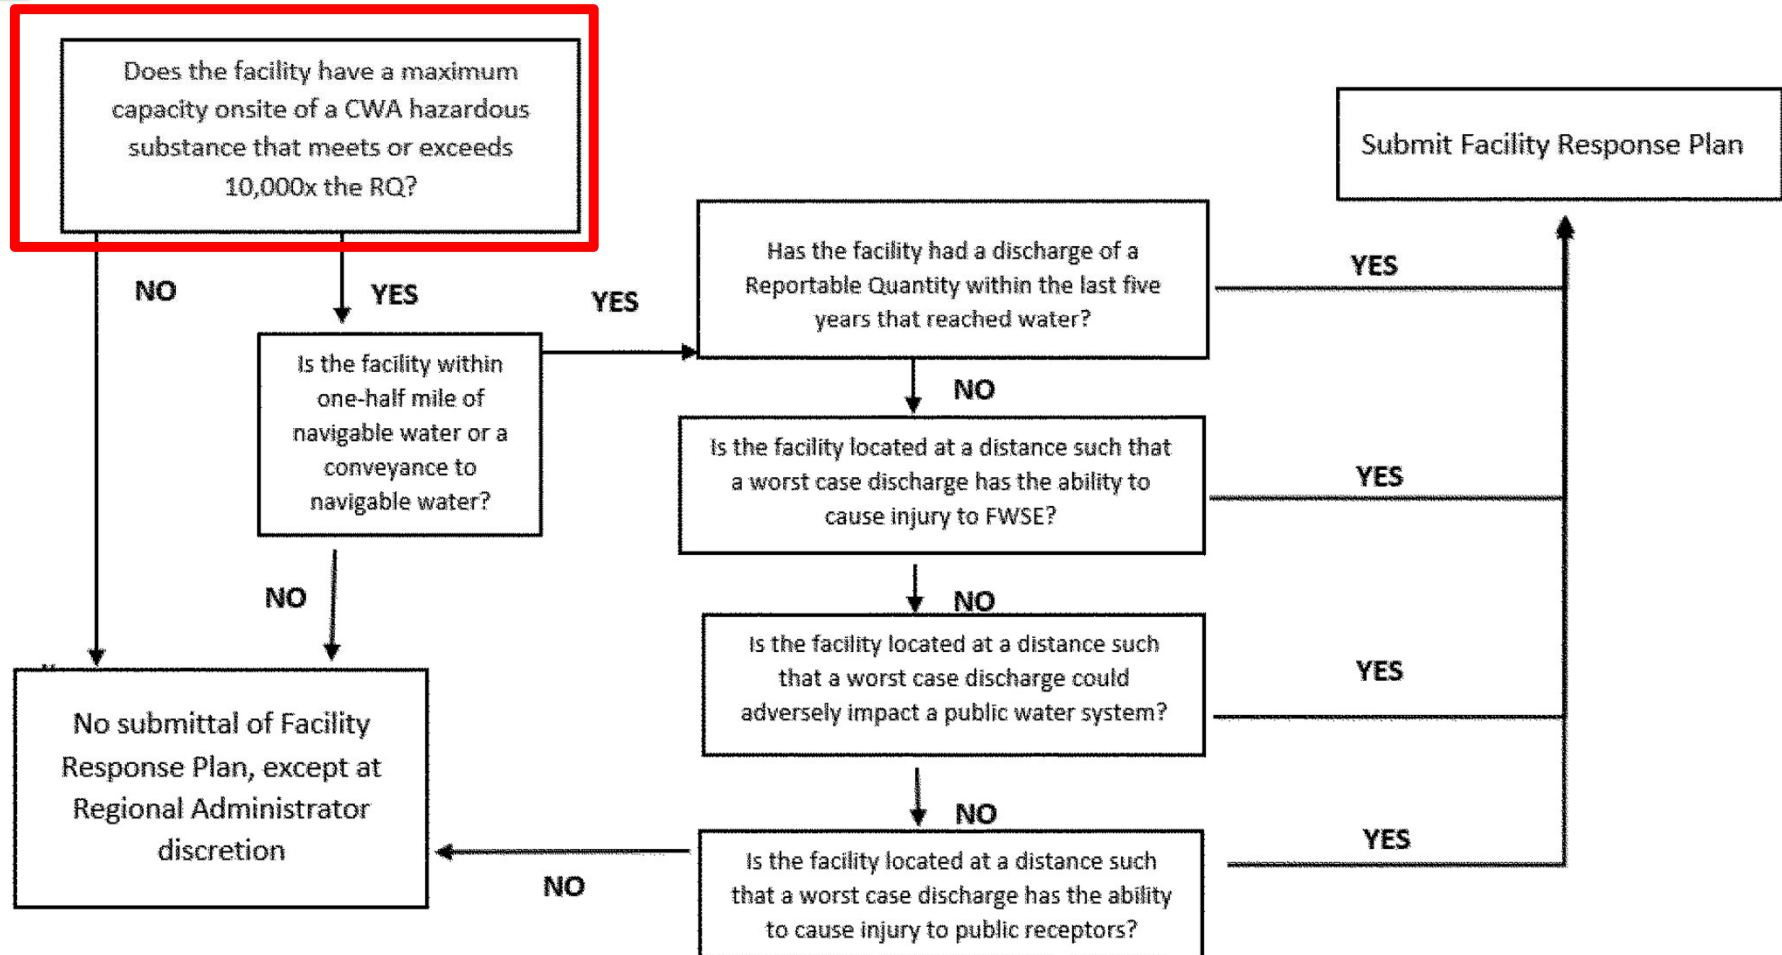 Does the facility have a maximum
capacity onsite of a CWA hazardous
substance that meets or exceeds
10,000x the RQ?
NO
YES
Is the facility within
one-half mile of
navigable water or a
conveyance to
navigable water?
NO
No submittal of Facility
Response Plan, except at
Regional Administrator
discretion
YES
Has the facility had a discharge of a
Reportable Quantity within the last five
years that reached water?
YES
NO
Is the facility located at a distance such that
a worst case discharge has the ability to
cause injury to FWSE?
YES
NO
Is the facility located at a distance such
that a worst case discharge could
adversely impact a public water system?
YES
NO
Is the facility located at a distance such
that a worst case discharge has the ability
to cause injury to public receptors?
YES
NO
Submit Facility Response Plan